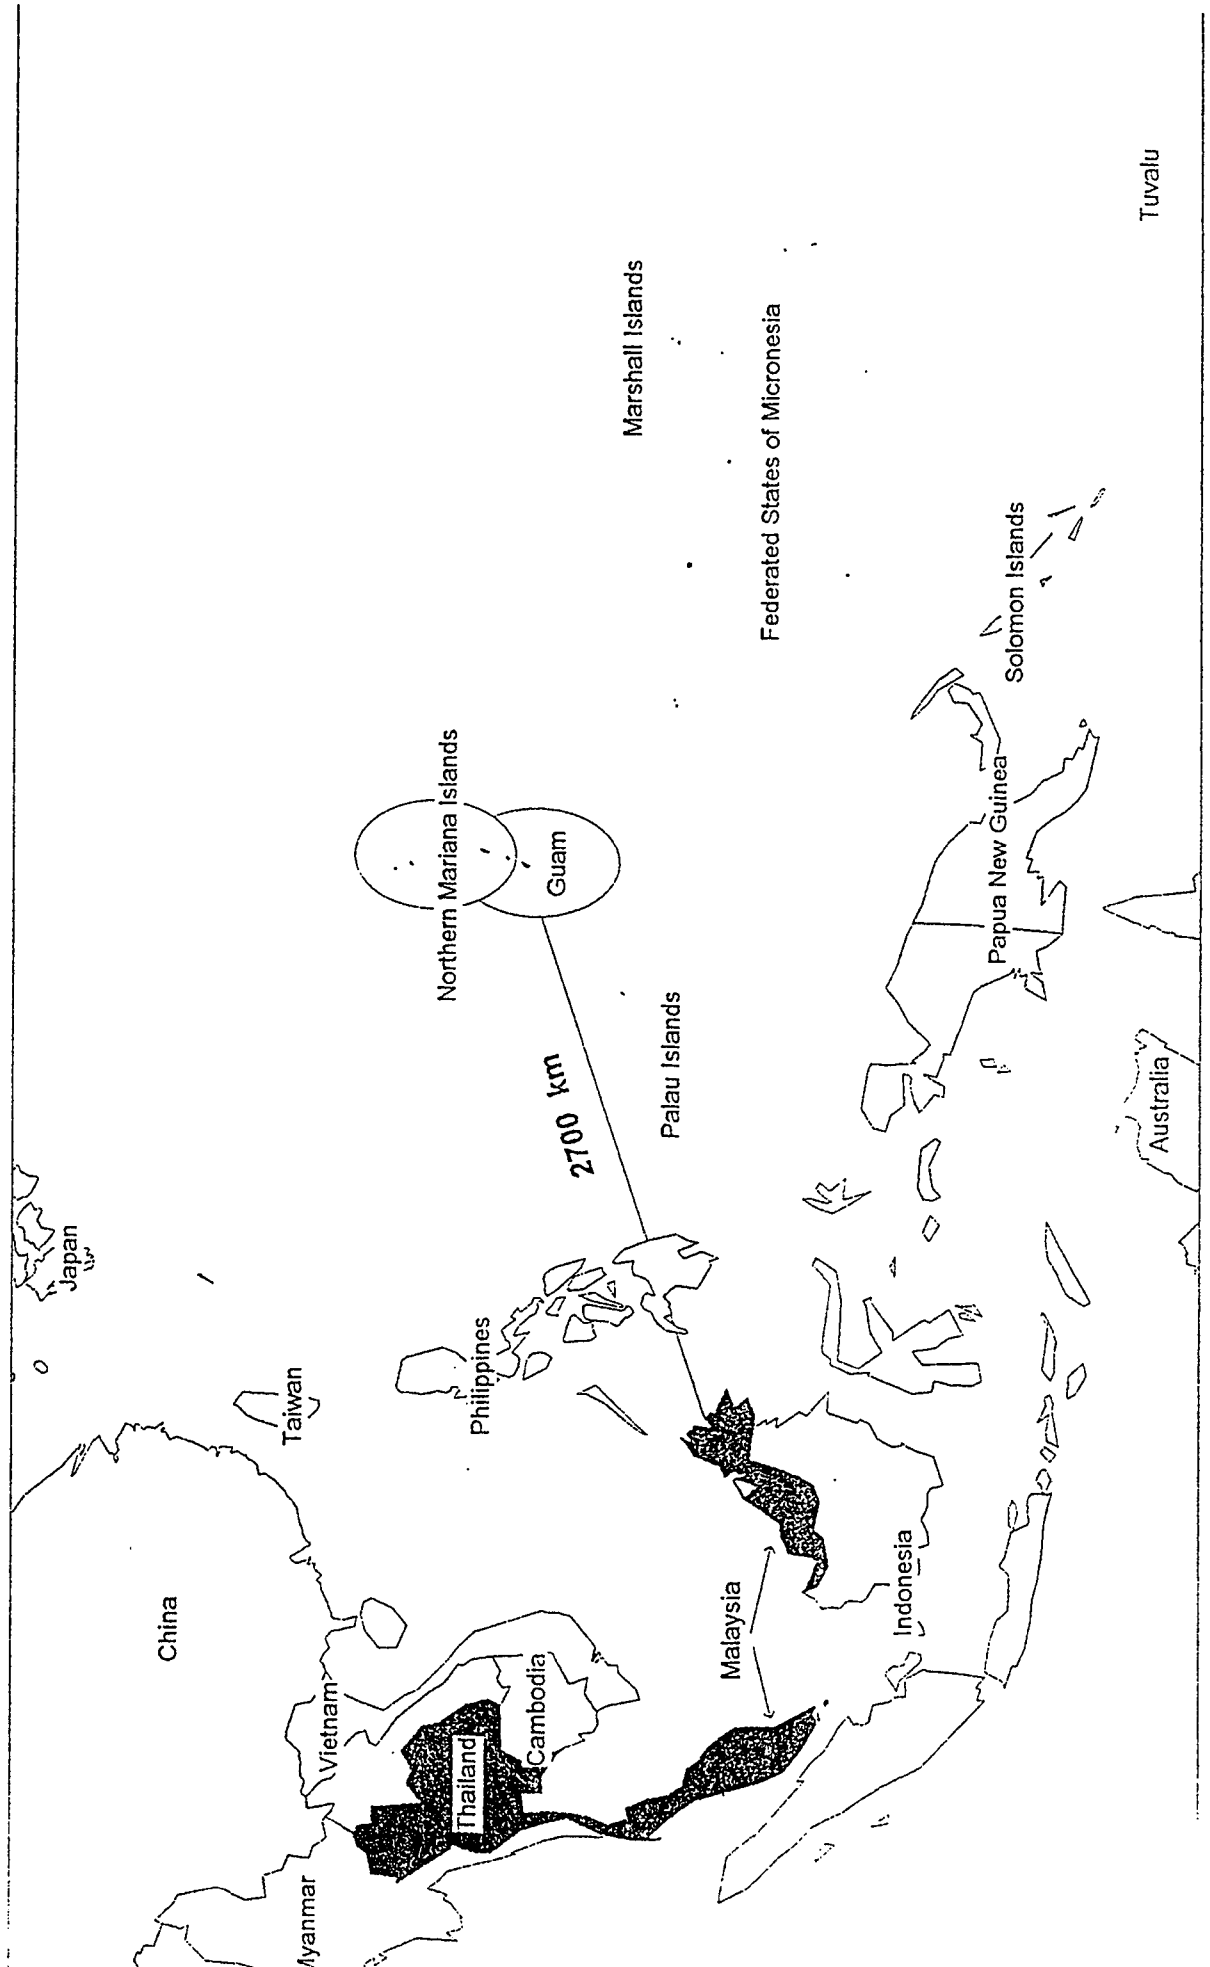 Japan
China
Taiwan
Myanmar
Vietnam
Northern Mariana Islands
Thailand
Philippines
Cambodia
Guam
2700 km
Marshall Islands
Palau Islands
Malaysia
Federated States of Micronesia
Indonesia
Papua New Guinea
Solomon Islands
Australia
Tuvalu